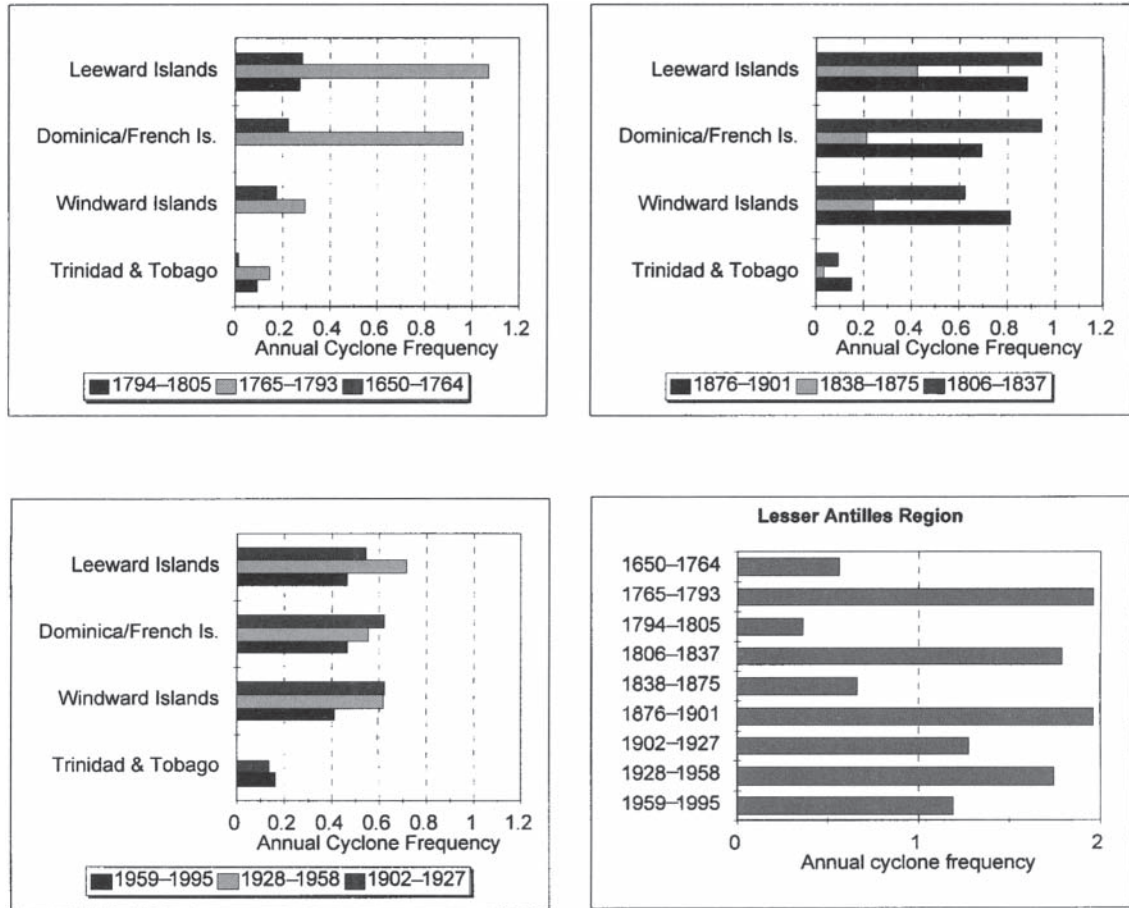 Leeward Islands
Dominica/French Is.
Windward Islands
Trinidad & Tobago
0 0.2 0.4 0.6 0.8 1 1.2
Annual Cyclone Frequency
1794–1805 1765–1793 1650–1764
Leeward Islands
Dominica/French Is.
Windward Islands
Trinidad & Tobago
0 0.2 0.4 0.6 0.8 1 1.2
Annual Cyclone Frequency
1876–1901 1838–1875 1806–1837
Leeward Islands
Dominica/French Is.
Windward Islands
Trinidad & Tobago
0 0.2 0.4 0.6 0.8 1 1.2
Annual Cyclone Frequency
1959–1995 1928–1958 1902–1927
Lesser Antilles Region
1650–1764
1765–1793
1794–1805
1806–1837
1838–1875
1876–1901
1902–1927
1928–1958
1959–1995
0 1 2
Annual cyclone frequency